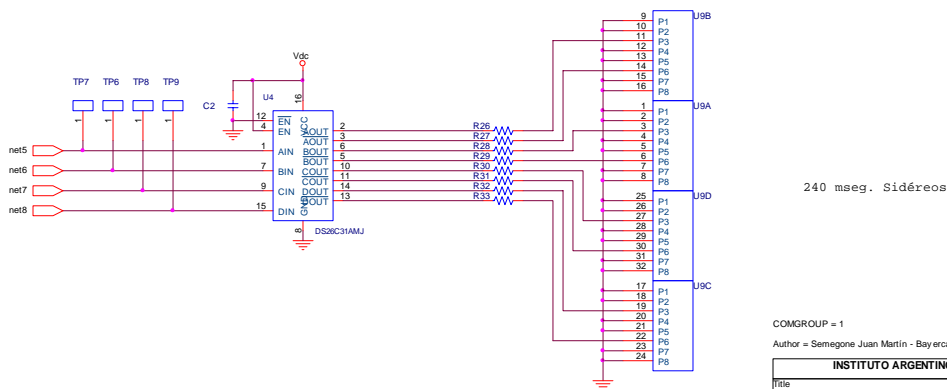 Vdc
TP7 TP6 TP8 TP9
1 1 1 1
net5
net6
net7
net8
C2
U4
16
VCC
12 EN
4 EN
1 AIN
7 BIN
9 CIN
15 DIN
AOUT 2
AOUT 3
BOUT 6
BOUT 5
COUT 10
COUT 11
DOUT 14
DOUT 13
GND
8
DS26C31AMJ
R26
R27
R28
R29
R30
R31
R32
R33
U9B
9 P1
10 P2
11 P3
12 P4
13 P5
14 P6
15 P7
16 P8
U9A
1 P1
2 P2
3 P3
4 P4
5 P5
6 P6
7 P7
8 P8
U9D
25 P1
26 P2
27 P3
28 P4
29 P5
30 P6
31 P7
32 P8
U9C
17 P1
18 P2
19 P3
20 P4
21 P5
22 P6
23 P7
24 P8
240 mseg. Sidéreos
COMGROUP = 1
Author = Semegone Juan Martín - Bayerca
INSTITUTO ARGENTINO
Title